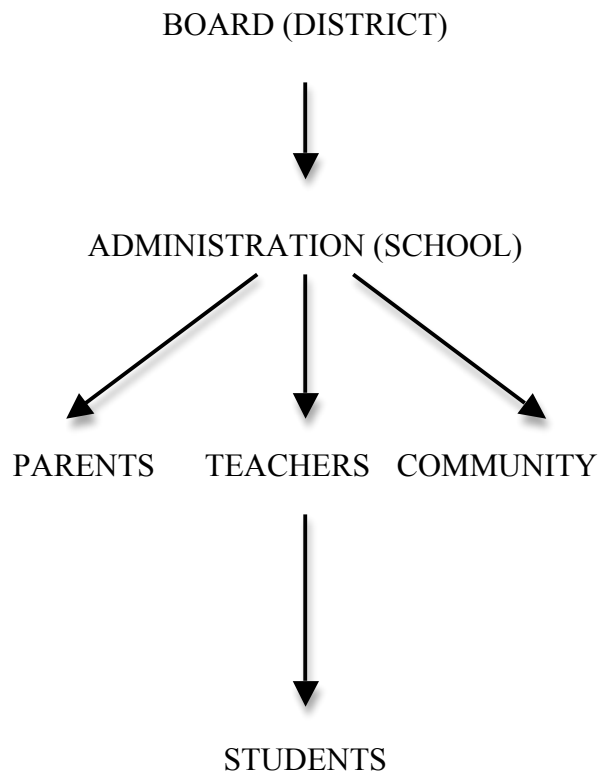 BOARD (DISTRICT)
ADMINISTRATION (SCHOOL)
PARENTS TEACHERS COMMUNITY
STUDENTS